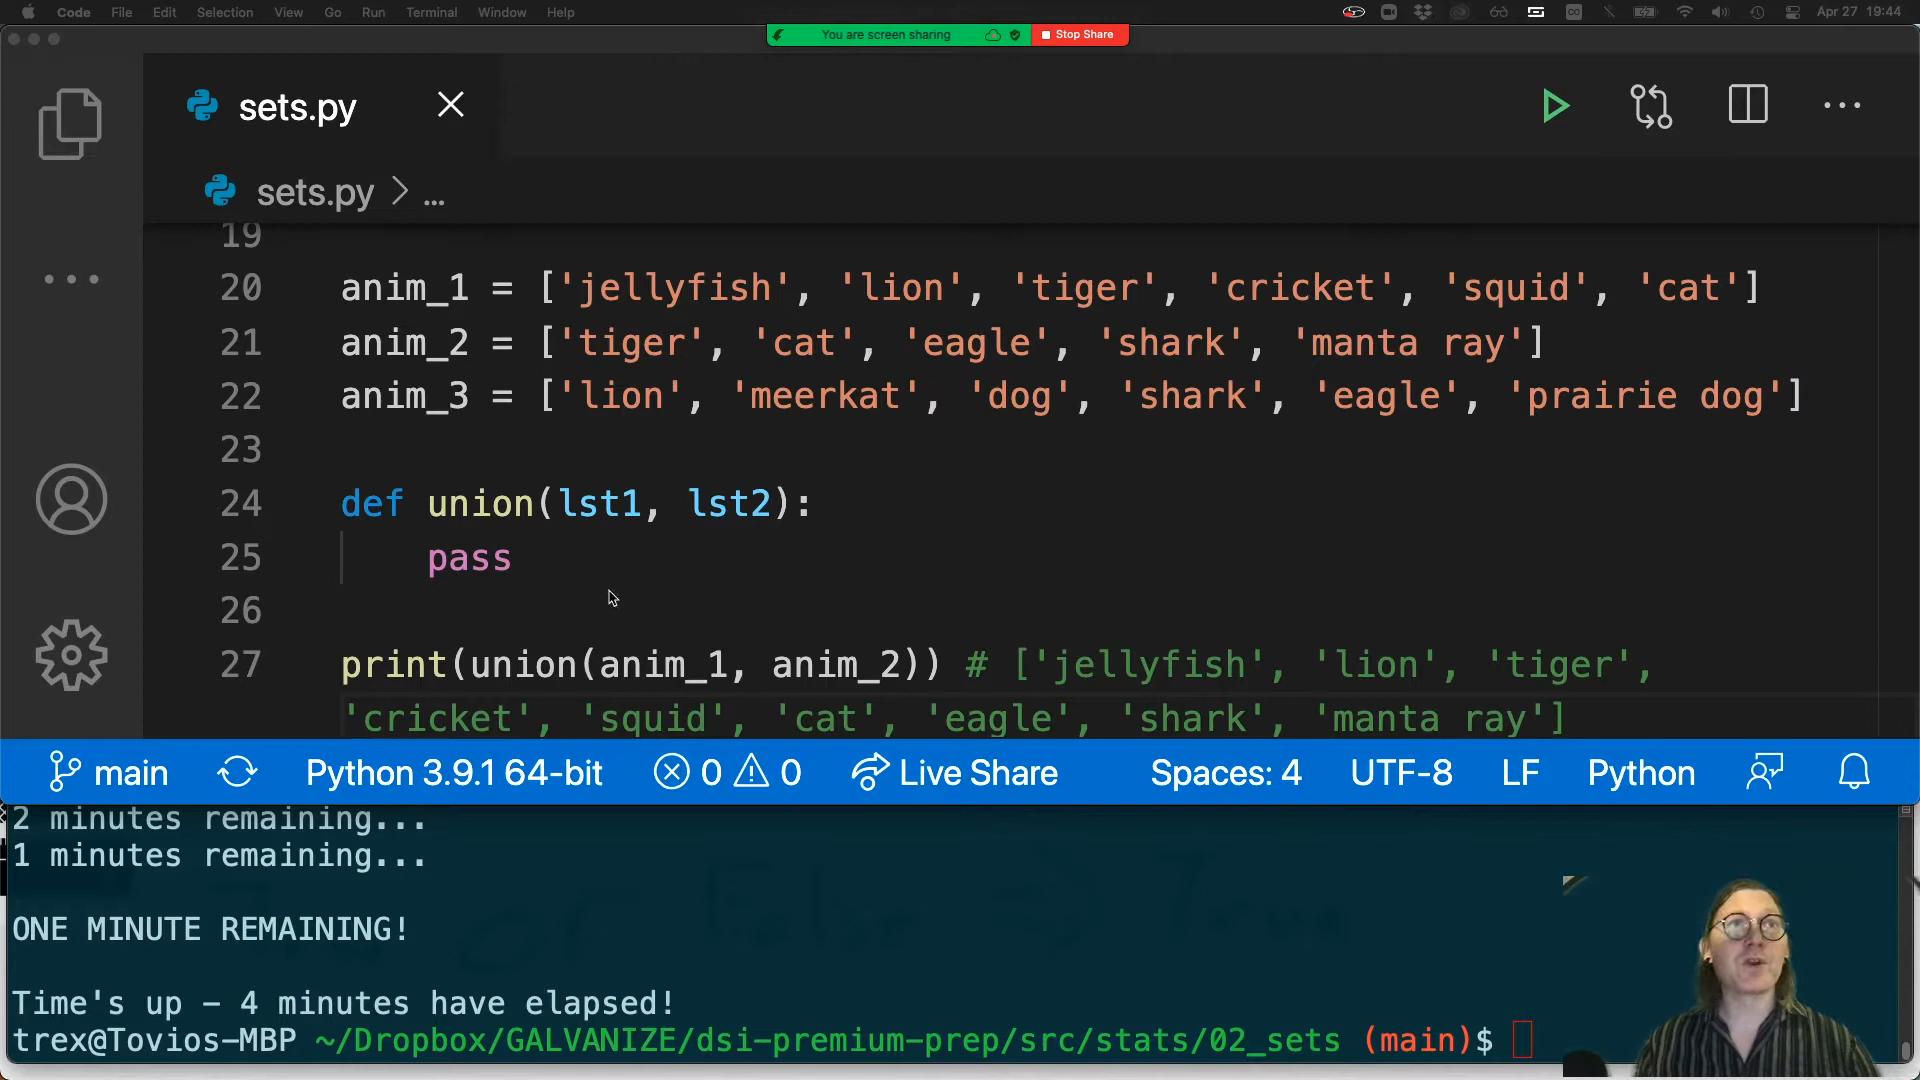 Code File Edit Selection View Go Run Terminal Window Help Apr 27 19:44
You are screen sharing Stop Share
sets.py
sets.py > ...
19
20 anim_1 = ['jellyfish', 'lion', 'tiger', 'cricket', 'squid', 'cat']
21 anim_2 = ['tiger', 'cat', 'eagle', 'shark', 'manta ray']
22 anim_3 = ['lion', 'meerkat', 'dog', 'shark', 'eagle', 'prairie dog']
23
24 def union(lst1, lst2):
25 pass
26
27 print(union(anim_1, anim_2)) # ['jellyfish', 'lion', 'tiger',
'cricket', 'squid', 'cat', 'eagle', 'shark', 'manta ray']
main Python 3.9.1 64-bit 0 0 Live Share Spaces: 4 UTF-8 LF Python
2 minutes remaining...
1 minutes remaining...
ONE MINUTE REMAINING!
Time's up - 4 minutes have elapsed!
trex@Tovios-MBP ~/Dropbox/GALVANIZE/dsi-premium-prep/src/stats/02_sets (main)$